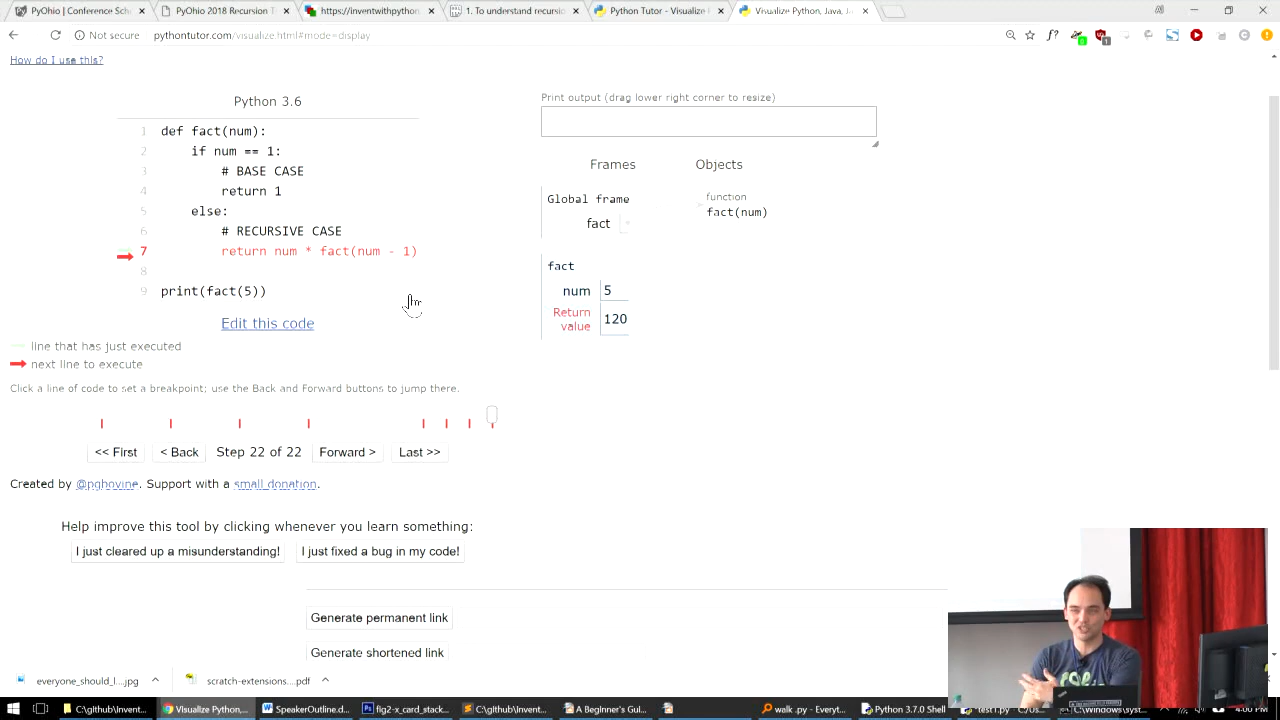 PyOhio | Conference Sch
PyOhio 2018 Recursion T
https://inventwithpython
1. To understand recursio
Python Tutor - Visualize
Visualize Python, Java, J
Not secure
pythontutor.com/visualize.html#mode=display
How do I use this?
Python 3.6
1 def fact(num):
2 if num == 1:
3 # BASE CASE
4 return 1
5 else:
6 # RECURSIVE CASE
7 return num * fact(num - 1)
8
9 print(fact(5))
Edit this code
line that has just executed
next line to execute
Click a line of code to set a breakpoint; use the Back and Forward buttons to jump there.
<< First
< Back
Step 22 of 22
Forward >
Last >>
Created by @pgbovine. Support with a small donation.
Help improve this tool by clicking whenever you learn something:
I just cleared up a misunderstanding!
I just fixed a bug in my code!
Generate permanent link
Generate shortened link
Print output (drag lower right corner to resize)
Frames
Objects
Global frame
fact
function
fact(num)
fact
num 5
Return
value
120
everyone_should_l....jpg
scratch-extensions....pdf
C:\github\Invent...
Visualize Python,...
SpeakerOutline.d...
fig2-x_card_stack...
C:\github\Invent...
A Beginner's Gui...
walk .py - Everyt...
Python 3.7.0 Shell